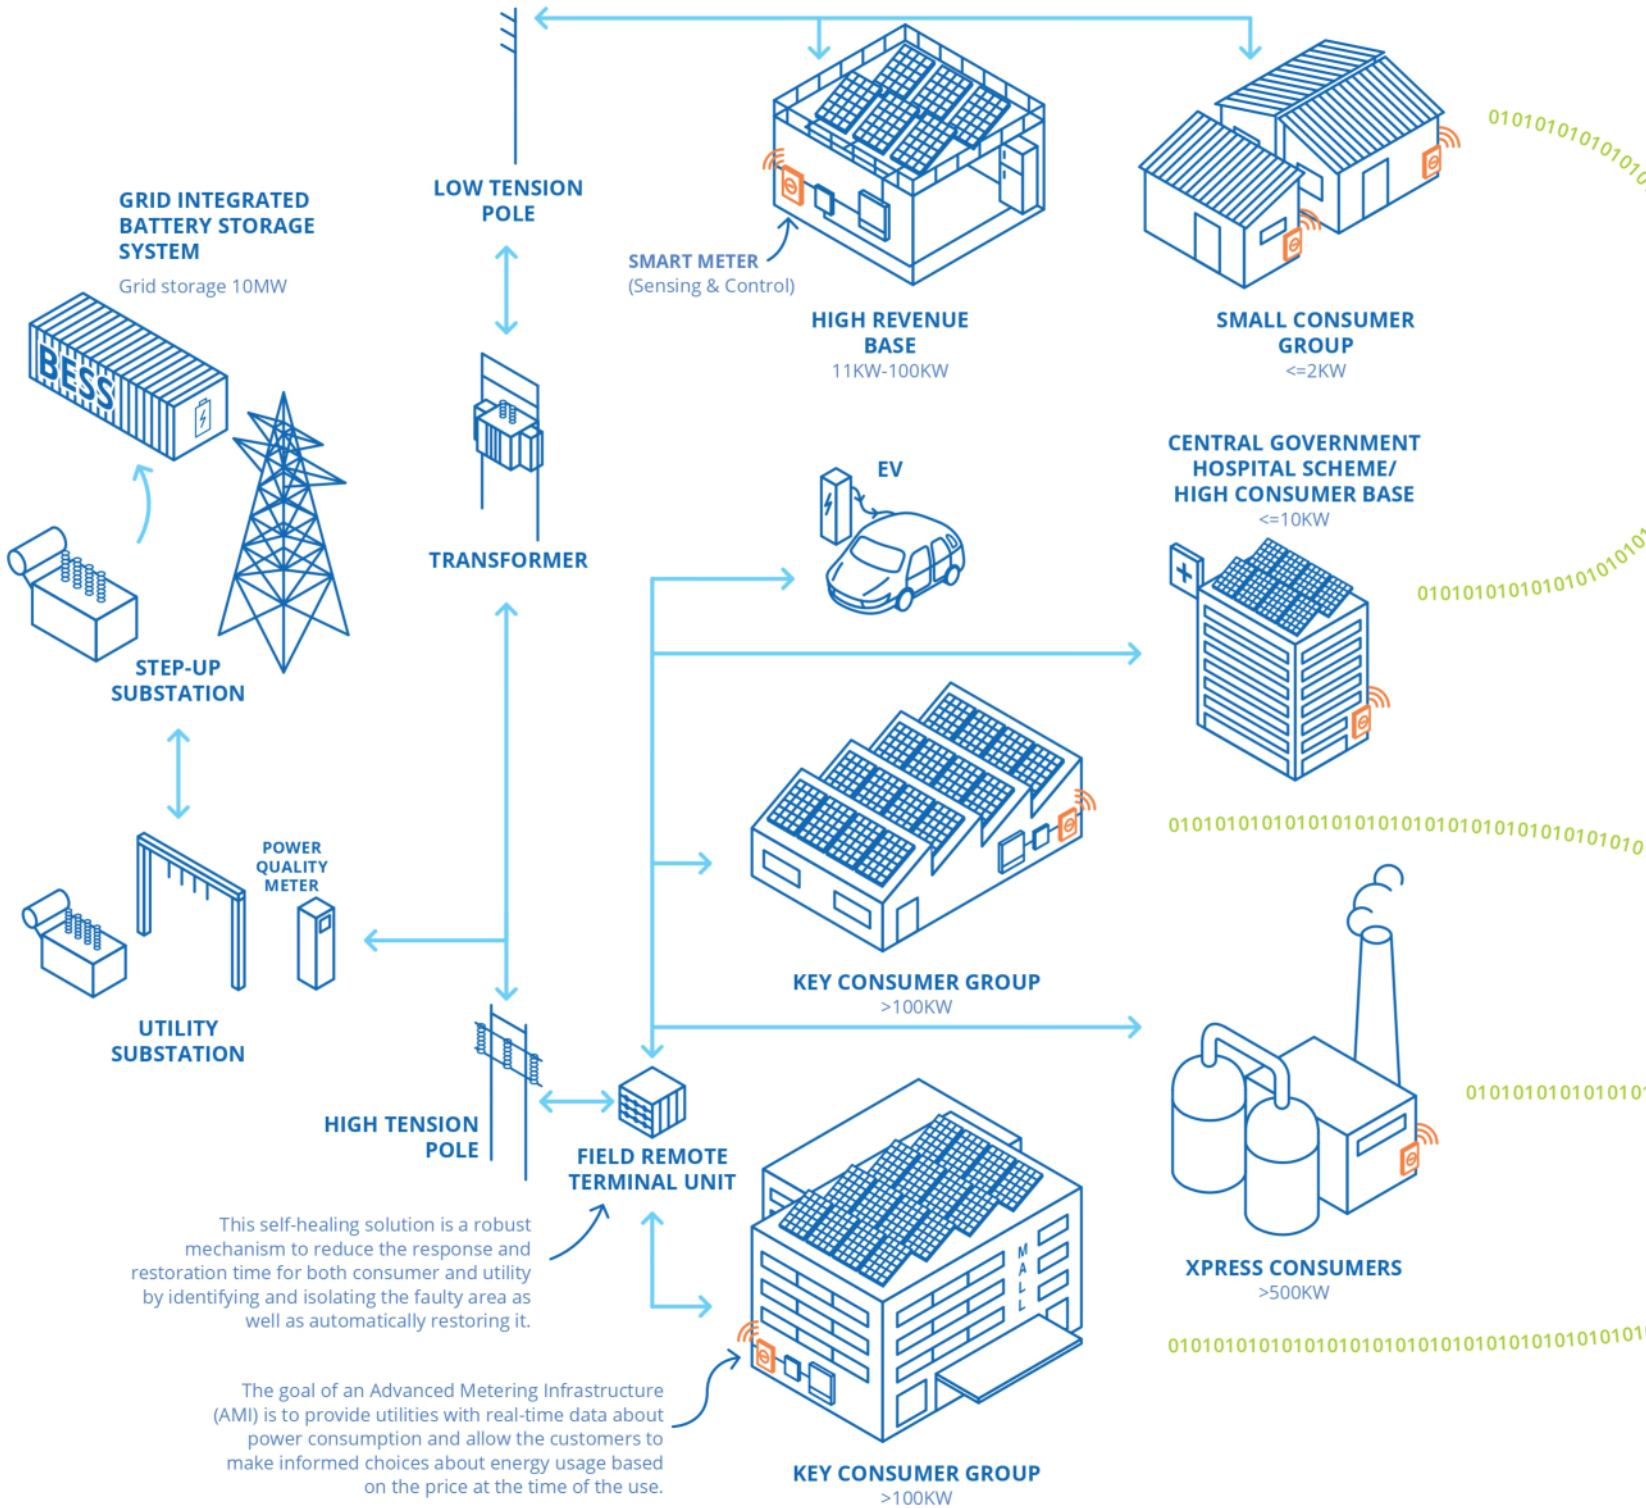 GRID INTEGRATED
BATTERY STORAGE
SYSTEM
Grid storage 10MW
BESS
STEP-UP
SUBSTATION
POWER
QUALITY
METER
UTILITY
SUBSTATION
LOW TENSION
POLE
TRANSFORMER
HIGH TENSION
POLE
FIELD REMOTE
TERMINAL UNIT
This self-healing solution is a robust
mechanism to reduce the response and
restoration time for both consumer and utility
by identifying and isolating the faulty area as
well as automatically restoring it.
The goal of an Advanced Metering Infrastructure
(AMI) is to provide utilities with real-time data about
power consumption and allow the customers to
make informed choices about energy usage based
on the price at the time of the use.
SMART METER
(Sensing & Control)
HIGH REVENUE
BASE
11KW-100KW
SMALL CONSUMER
GROUP
<=2KW
EV
CENTRAL GOVERNMENT
HOSPITAL SCHEME/
HIGH CONSUMER BASE
<=10KW
KEY CONSUMER GROUP
>100KW
XPRESS CONSUMERS
>500KW
MALL
KEY CONSUMER GROUP
>100KW